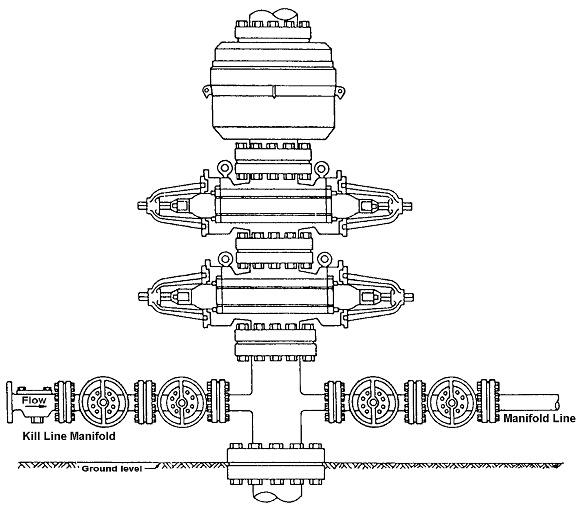 Flow
Manifold Line
Kill Line Manifold
Ground level